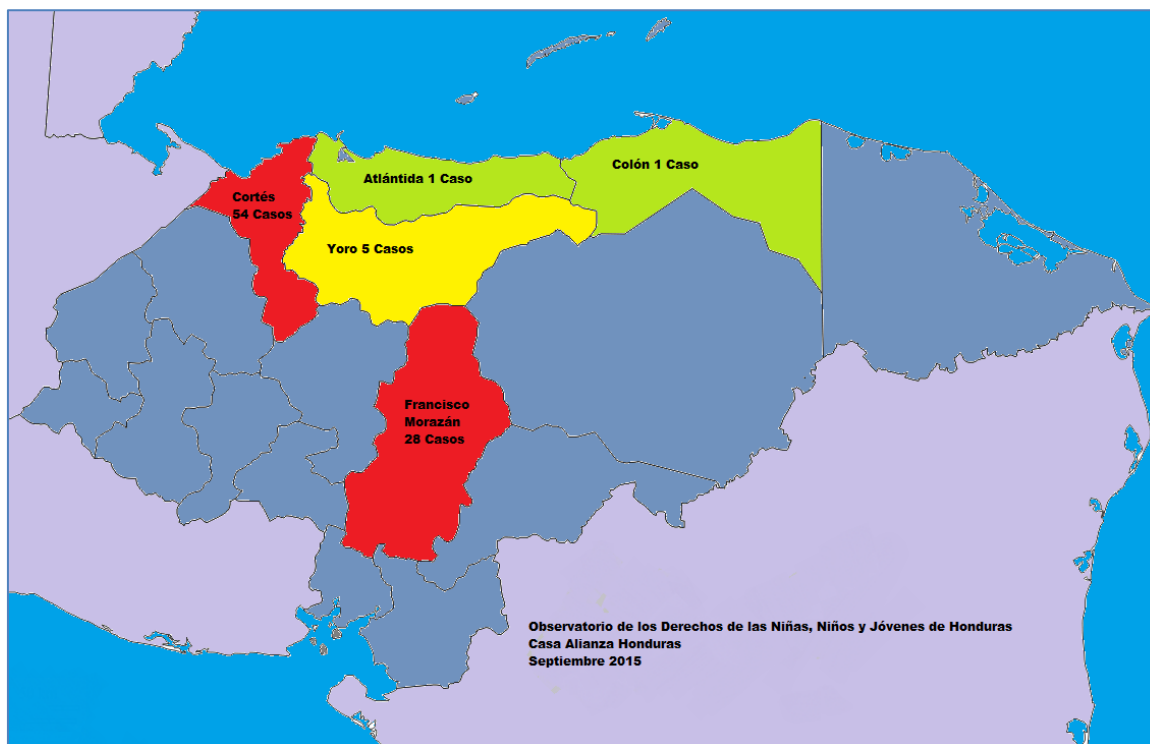 Atlántida 1 Caso
Colón 1 Caso
Cortés
54 Casos
Yoro 5 Casos
Francisco
Morazán
28 Casos
Observatorio de los Derechos de las Niñas, Niños y Jóvenes de Honduras
Casa Alianza Honduras
Septiembre 2015